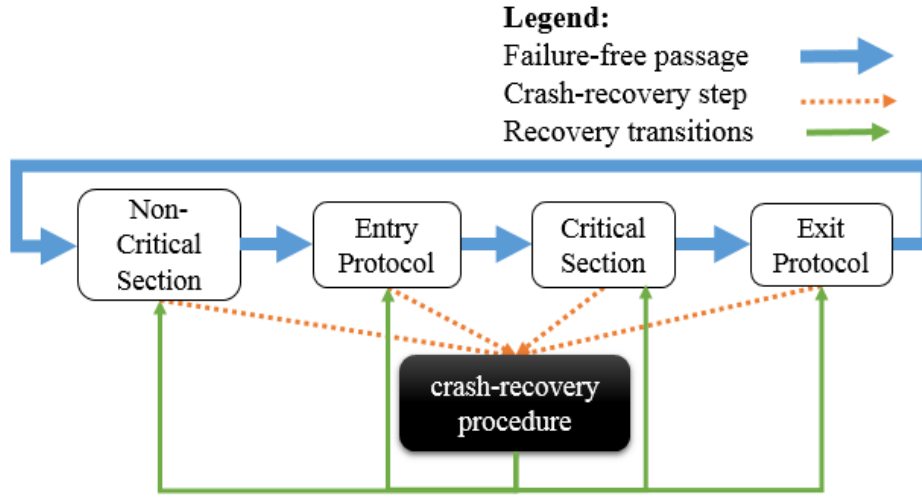 Legend:
Failure-free passage
Crash-recovery step
Recovery transitions
Non-
Critical
Section
Entry
Protocol
Critical
Section
Exit
Protocol
crash-recovery
procedure